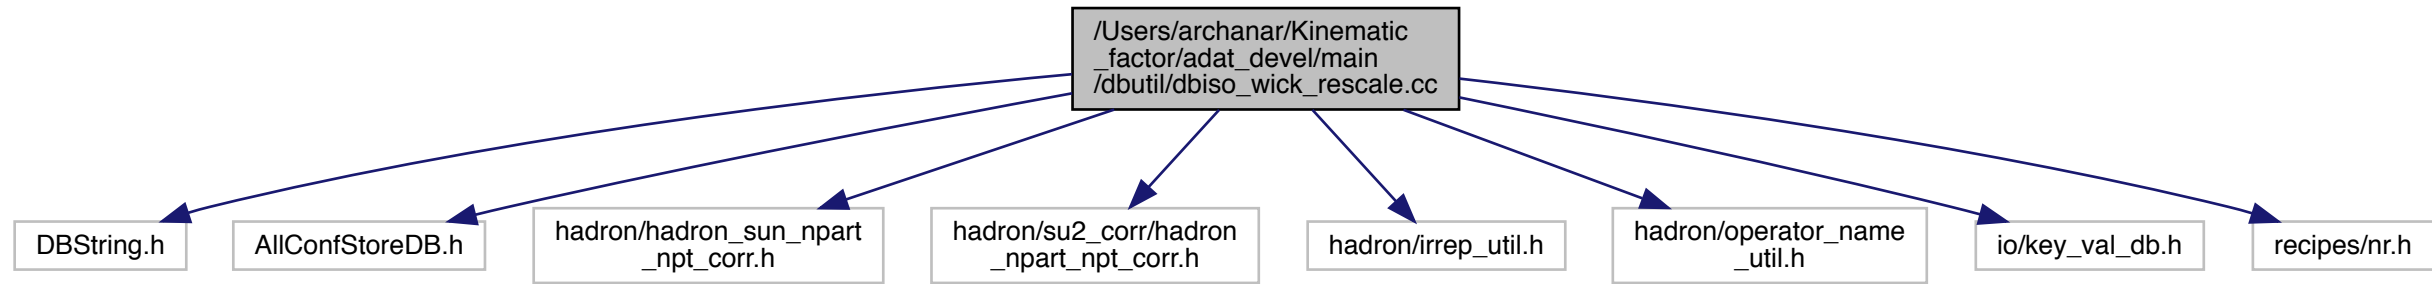 /Users/archanar/Kinematic
_factor/adat_devel/main
/dbutil/dbiso_wick_rescale.cc
DBString.h
AllConfStoreDB.h
hadron/hadron_sun_npart
_npt_corr.h
hadron/su2_corr/hadron
_npart_npt_corr.h
hadron/irrep_util.h
hadron/operator_name
_util.h
io/key_val_db.h
recipes/nr.h